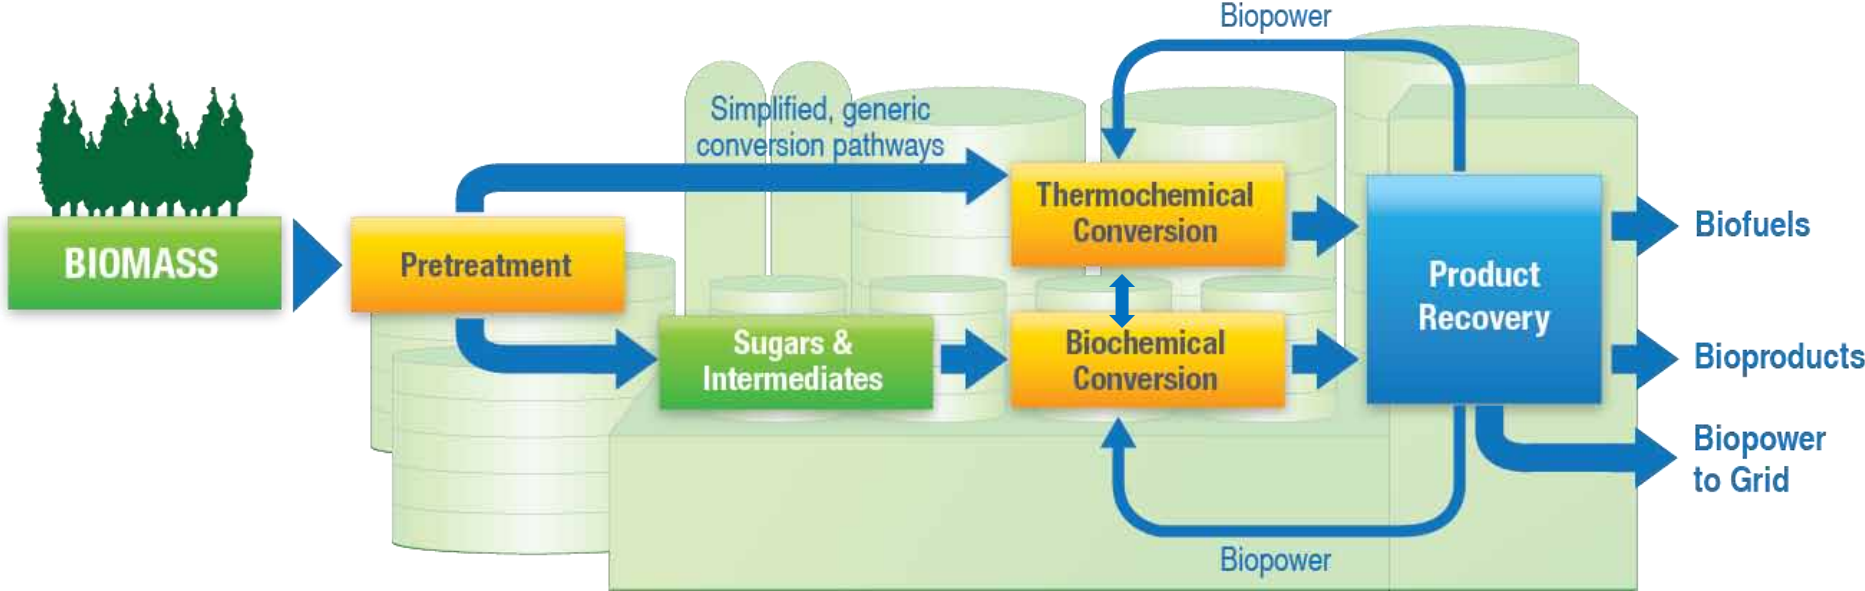 Biopower
Simplified, generic
conversion pathways
BIOMASS
Pretreatment
Thermochemical
Conversion
Sugars &
Intermediates
Biochemical
Conversion
Product
Recovery
Biofuels
Bioproducts
Biopower
to Grid
Biopower